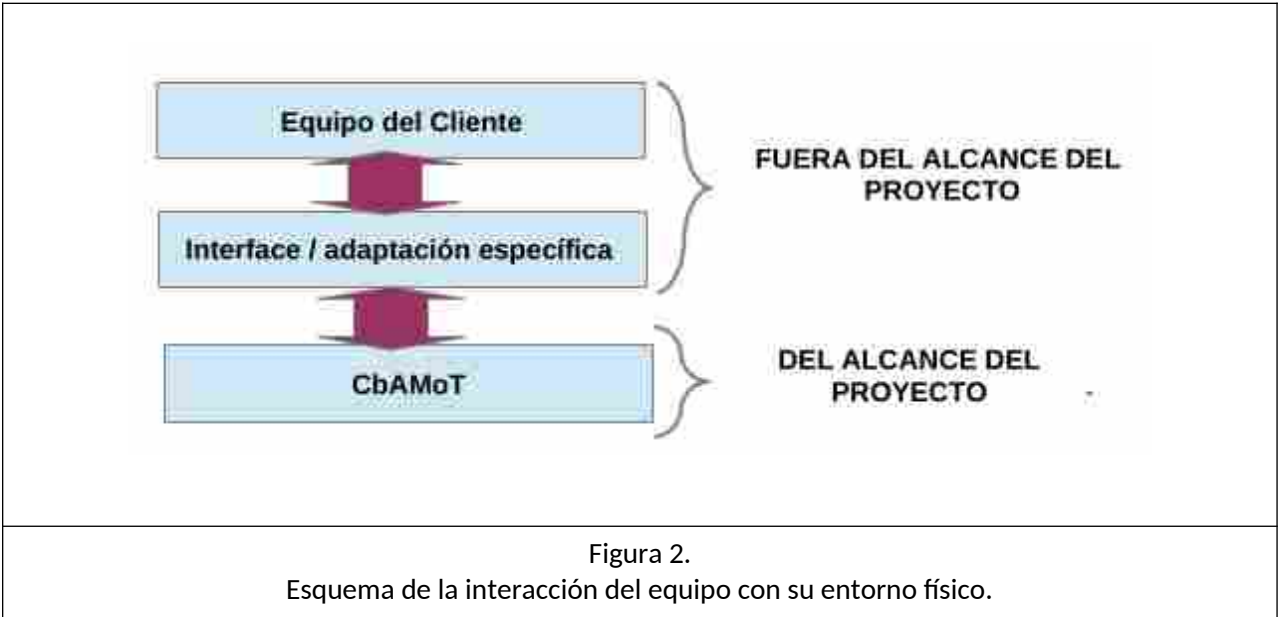 Equipo del Cliente
FUERA DEL ALCANCE DEL
PROYECTO
Interface / adaptación específica
DEL ALCANCE DEL
PROYECTO
CbAMoT
Figura 2.
Esquema de la interacción del equipo con su entorno físico.